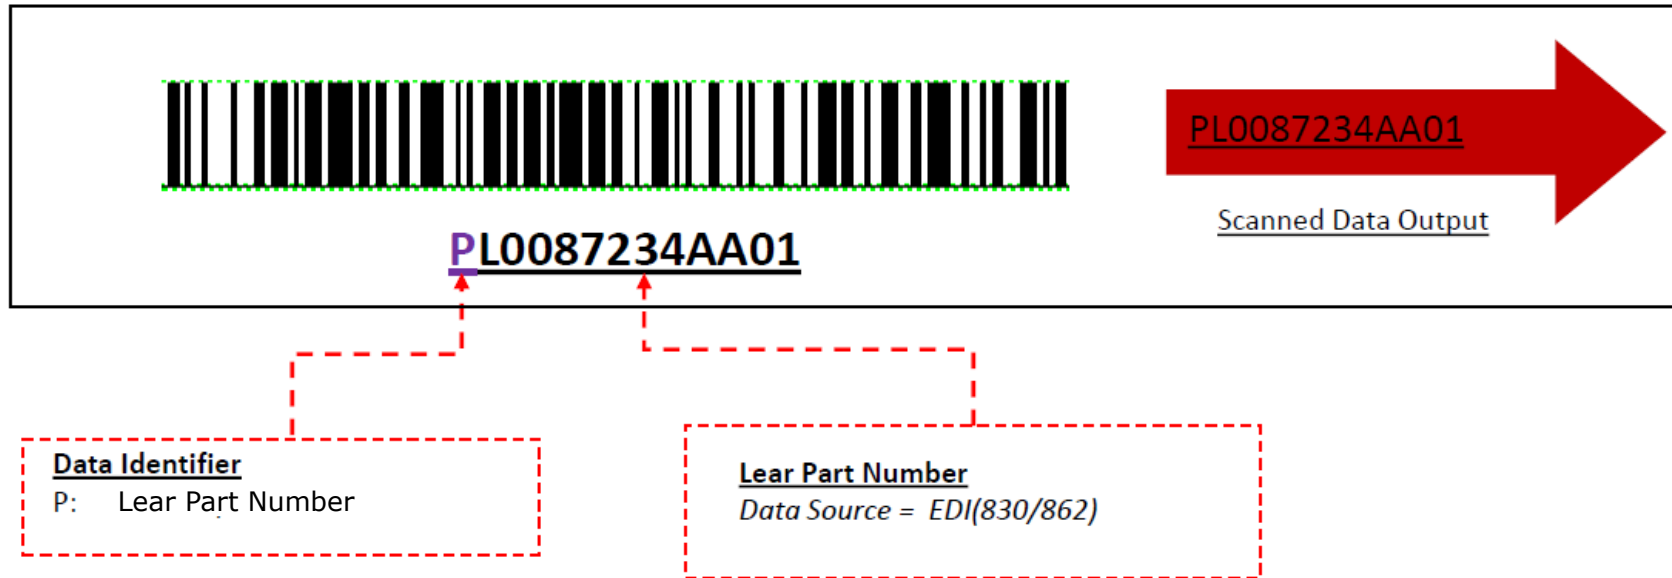 PL0087234AA01
Scanned Data Output
PL0087234AA01
Data Identifier
P: Lear Part Number
Lear Part Number
Data Source = EDI(830/862)